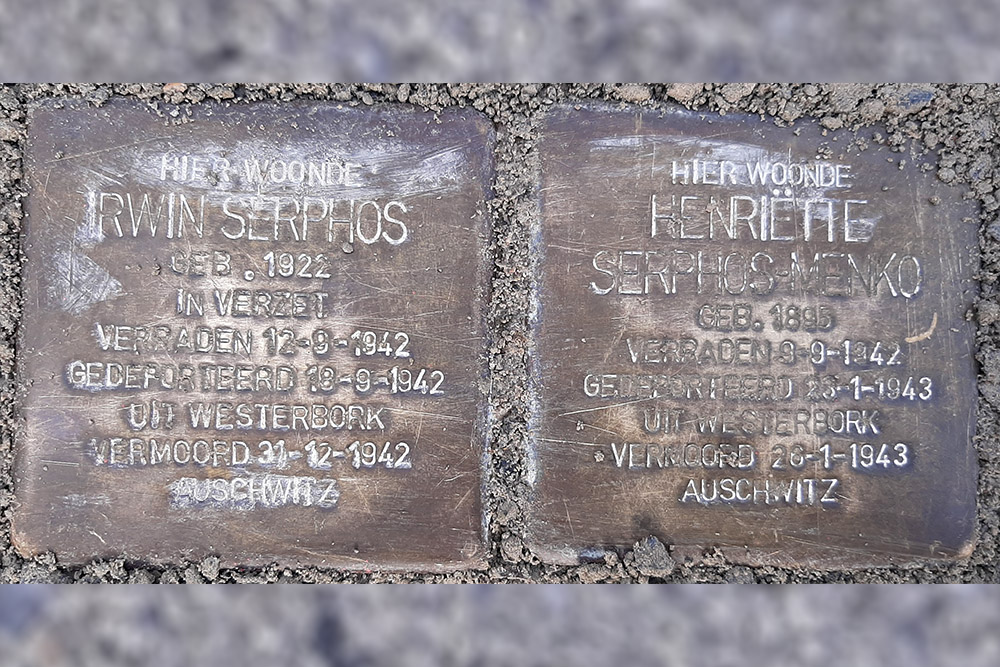 HIER WOONDE
IRWIN SERPHOS
GEB. 1922
IN VERZET
VERRADEN 12-9-1942
GEDEPORTEERD 18-9-1942
UIT WESTERBORK
VERMOORD 31-12-1942
AUSCHWITZ
HIER WOONDE
HENRIËTTE
SERPHOS-MENKO
GEB. 1895
VERRADEN 9-9-1942
GEDEPORTEERD 23-1-1943
UIT WESTERBORK
VERMOORD 26-1-1943
AUSCHWITZ